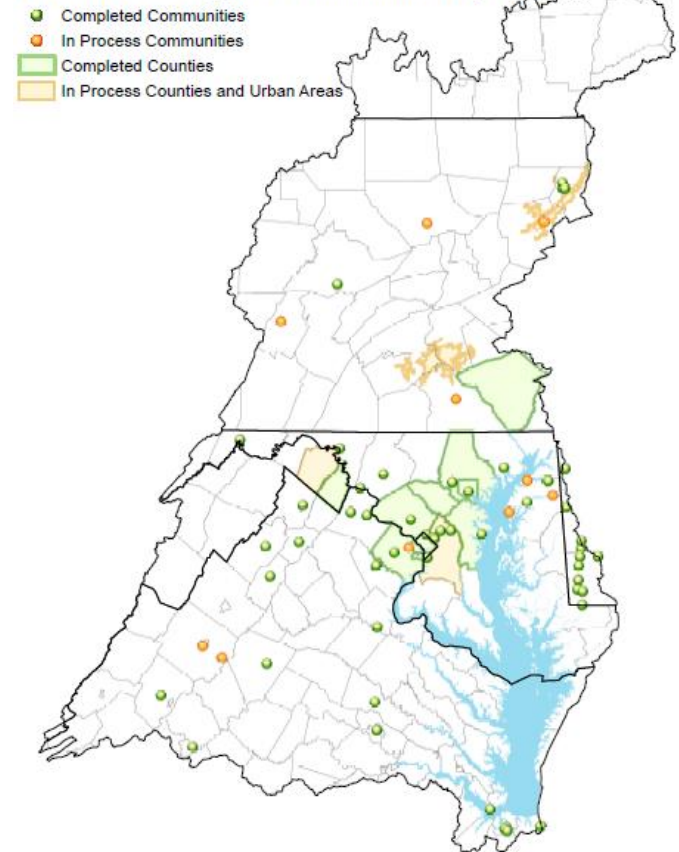 Completed Communities
In Process Communities
Completed Counties
In Process Counties and Urban Areas